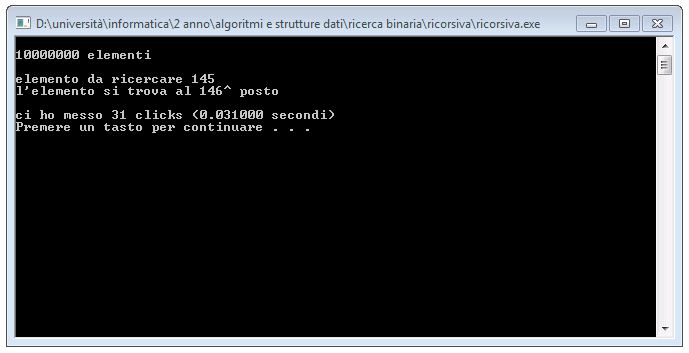 D:\università\informatica\2 anno\algoritmi e strutture dati\ricerca binaria\ricorsiva\ricorsiva.exe
10000000 elementi
elemento da ricercare 145
l'elemento si trova al 146^ posto
ci ho messo 31 clicks (0.031000 secondi)
Premere un tasto per continuare . . .